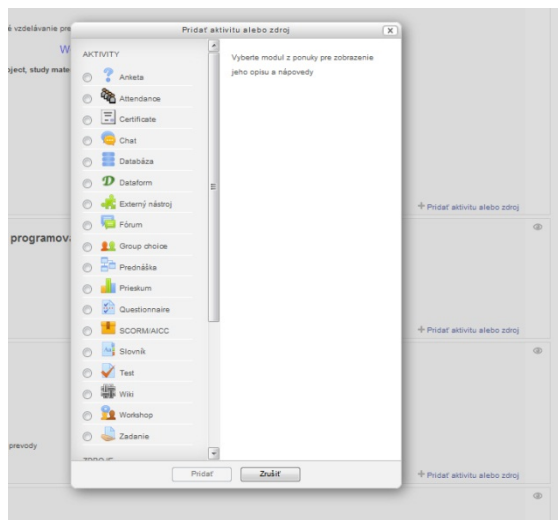 é vzdelávanie pre
W
oject, study mate
programova
prevody
Pridať aktivitu alebo zdroj
AKTIVITY
Anketa
Attendance
Certificate
Chat
Databáza
Dataform
Externý nástroj
Fórum
Group choice
Prednáška
Prieskum
Questionnaire
SCORM/AICC
Slovník
Test
Wiki
Workshop
Zadanie
ZDROJE
Vyberte modul z ponuky pre zobrazenie
jeho opisu a nápovedy
Pridať
Zrušiť
Pridať aktivitu alebo zdroj
Pridať aktivitu alebo zdroj
Pridať aktivitu alebo zdroj